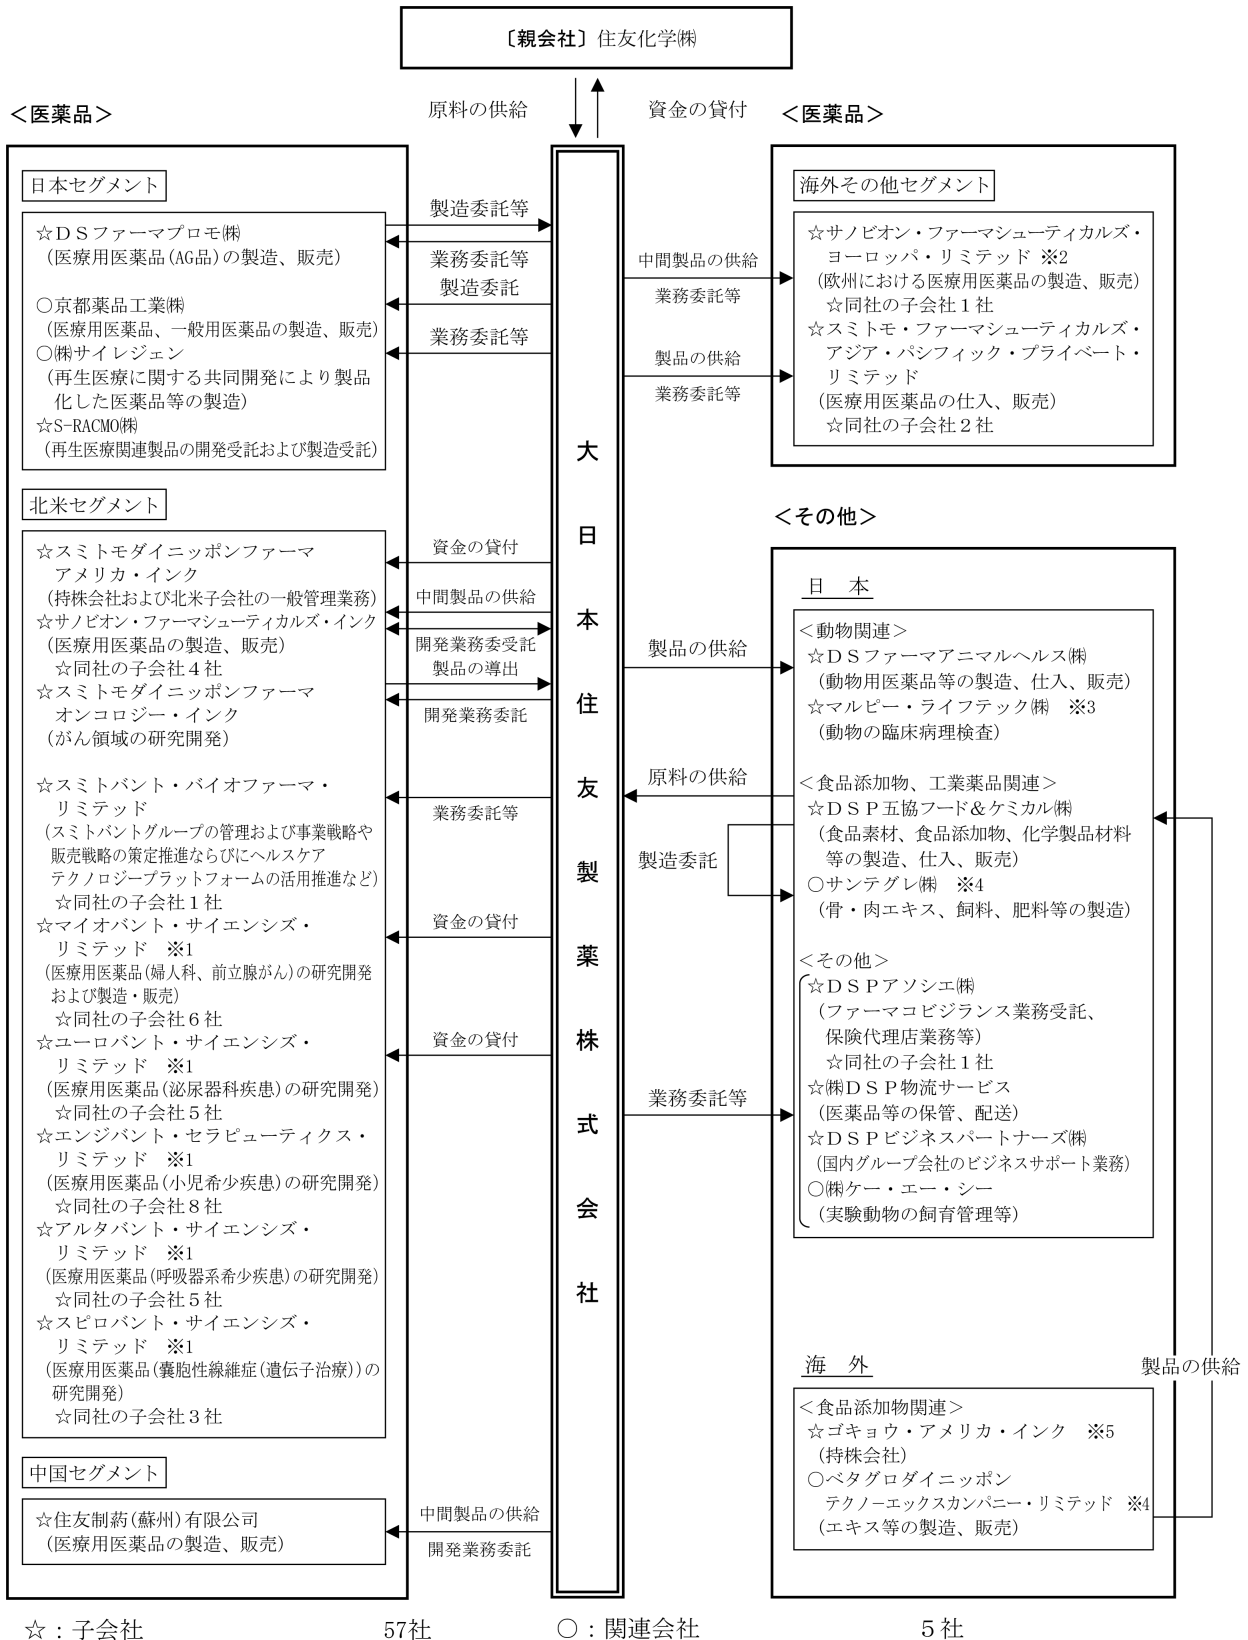 〔親会社〕住友化学㈱
原料の供給
資金の貸付
＜医薬品＞
日本セグメント
☆ＤＳファーマプロモ㈱
(医療用医薬品(AG品)の製造、販売)
○京都薬品工業㈱
(医療用医薬品、一般用医薬品の製造、販売)
○㈱サイレジェン
(再生医療に関する共同開発により製品
化した医薬品等の製造)
☆S-RACMO㈱
(再生医療関連製品の開発受託および製造受託)
北米セグメント
☆スミトモダイニッポンファーマ
アメリカ・インク
(持株会社および北米子会社の一般管理業務)
☆サノビオン・ファーマシューティカルズ・インク
(医療用医薬品の製造、販売)
☆同社の子会社４社
☆スミトモダイニッポンファーマ
オンコロジー・インク
(がん領域の研究開発)
☆スミトバント・バイオファーマ・
リミテッド
(スミトバントグループの管理および事業戦略や
販売戦略の策定推進ならびにヘルスケア
テクノロジープラットフォームの活用推進など)
☆同社の子会社１社
☆マイオバント・サイエンシズ・
リミテッド　※1
(医療用医薬品(婦人科、前立腺がん)の研究開発
および製造・販売)
☆同社の子会社６社
☆ユーロバント・サイエンシズ・
リミテッド　※1
(医療用医薬品(泌尿器科疾患)の研究開発)
☆同社の子会社５社
☆エンジバント・セラピューティクス・
リミテッド　※1
(医療用医薬品(小児希少疾患)の研究開発)
☆同社の子会社８社
☆アルタバント・サイエンシズ・
リミテッド　※1
(医療用医薬品(呼吸器系希少疾患)の研究開発)
☆同社の子会社５社
☆スピロバント・サイエンシズ・
リミテッド　※1
(医療用医薬品(嚢胞性線維症(遺伝子治療))の
研究開発)
☆同社の子会社３社
中国セグメント
☆住友制葯(蘇州)有限公司
(医療用医薬品の製造、販売)
製造委託等
業務委託等
製造委託
業務委託等
資金の貸付
中間製品の供給
開発業務委受託
製品の導出
開発業務委託
業務委託等
資金の貸付
資金の貸付
中間製品の供給
開発業務委託
大日本住友製薬株式会社
中間製品の供給
業務委託等
製品の供給
業務委託等
製品の供給
原料の供給
製造委託
業務委託等
＜医薬品＞
海外その他セグメント
☆サノビオン・ファーマシューティカルズ・
ヨーロッパ・リミテッド ※2
(欧州における医療用医薬品の製造、販売)
☆同社の子会社１社
☆スミトモ・ファーマシューティカルズ・
アジア・パシフィック・プライベート・
リミテッド
(医療用医薬品の仕入、販売)
☆同社の子会社２社
＜その他＞
日　本
＜動物関連＞
☆ＤＳファーマアニマルヘルス㈱
(動物用医薬品等の製造、仕入、販売)
☆マルピー・ライフテック㈱　※3
(動物の臨床病理検査)
＜食品添加物、工業薬品関連＞
☆ＤＳＰ五協フード＆ケミカル㈱
(食品素材、食品添加物、化学製品材料
等の製造、仕入、販売)
○サンテグレ㈱　※4
(骨・肉エキス、飼料、肥料等の製造)
＜その他＞
☆ＤＳＰアソシエ㈱
(ファーマコビジランス業務受託、
保険代理店業務等)
☆同社の子会社１社
☆㈱ＤＳＰ物流サービス
(医薬品等の保管、配送)
☆ＤＳＰビジネスパートナーズ㈱
(国内グループ会社のビジネスサポート業務)
○㈱ケー・エー・シー
(実験動物の飼育管理等)
海　外
製品の供給
＜食品添加物関連＞
☆ゴキョウ・アメリカ・インク　※5
(持株会社)
○ベタグロダイニッポン
テクノ－エックスカンパニー・リミテッド　※4
(エキス等の製造、販売)
☆：子会社　57社　○：関連会社　５社